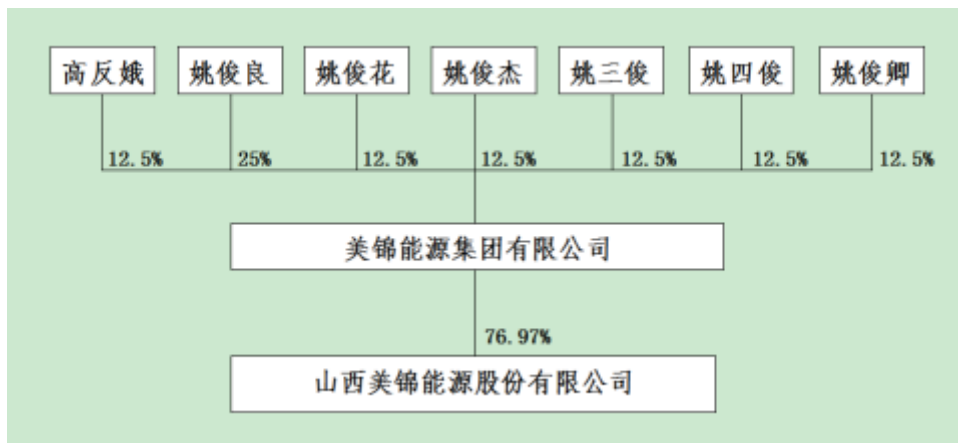 高反娥 姚俊良 姚俊花 姚俊杰 姚三俊 姚四俊 姚俊卿
12.5% 25% 12.5% 12.5% 12.5% 12.5% 12.5%
美锦能源集团有限公司
76.97%
山西美锦能源股份有限公司